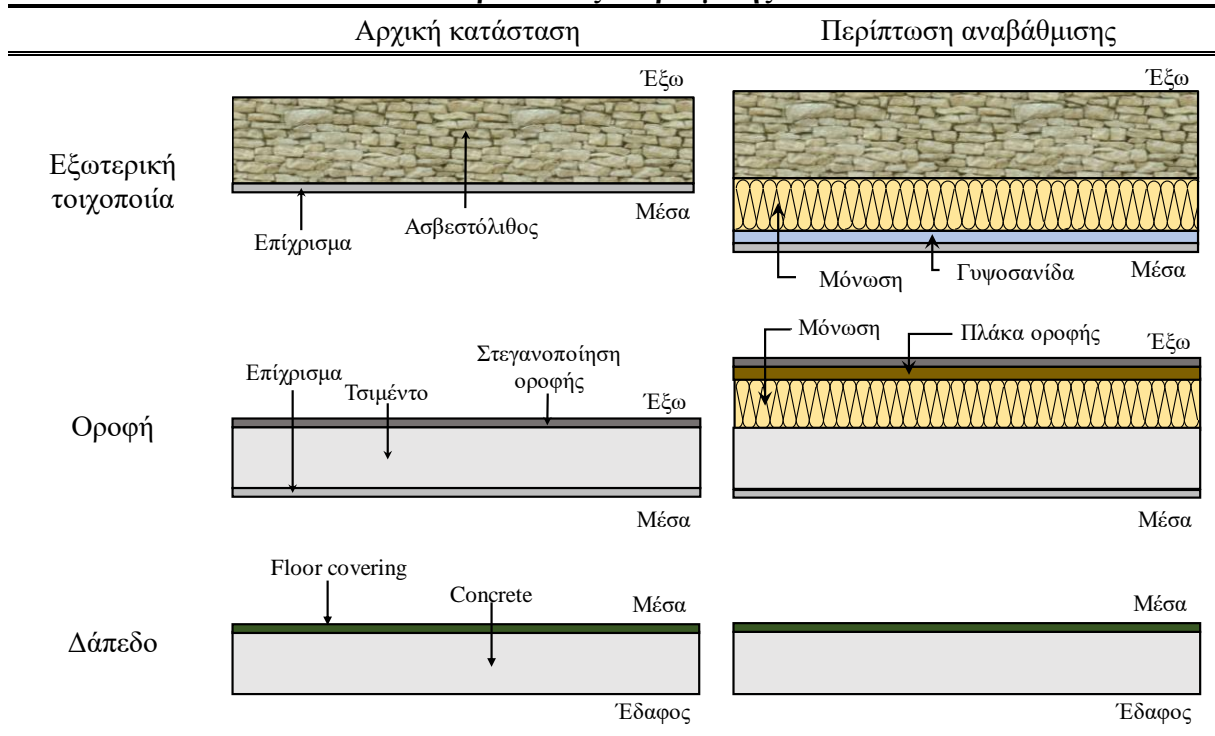 Αρχική κατάσταση
Περίπτωση αναβάθμισης
Εξωτερική
τοιχοποιία
Έξω
Μέσα
Επίχρισμα
Ασβεστόλιθος
Έξω
Μέσα
Μόνωση
Γυψοσανίδα
Οροφή
Επίχρισμα
Τσιμέντο
Στεγανοποίηση
οροφής
Έξω
Μέσα
Μόνωση
Πλάκα οροφής
Έξω
Μέσα
Δάπεδο
Floor covering
Concrete
Μέσα
Έδαφος
Μέσα
Έδαφος